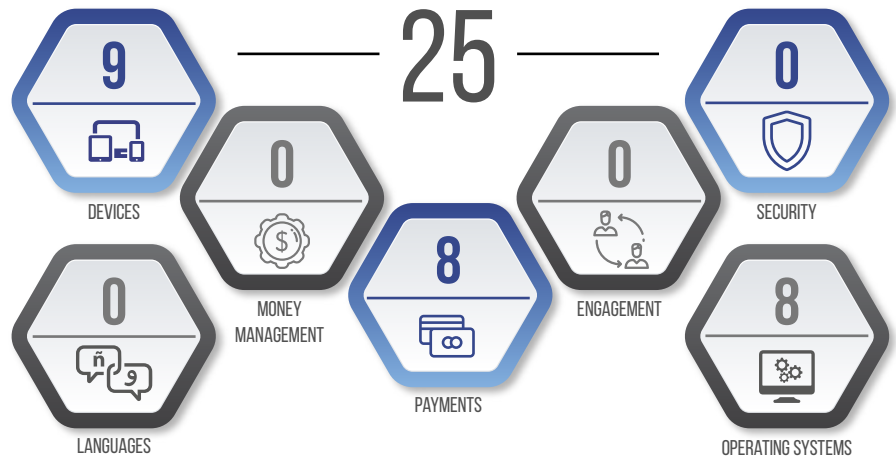 25
9
DEVICES
0
MONEY
MANAGEMENT
8
PAYMENTS
0
ENGAGEMENT
0
SECURITY
0
ñ
و
LANGUAGES
8
OPERATING SYSTEMS
$